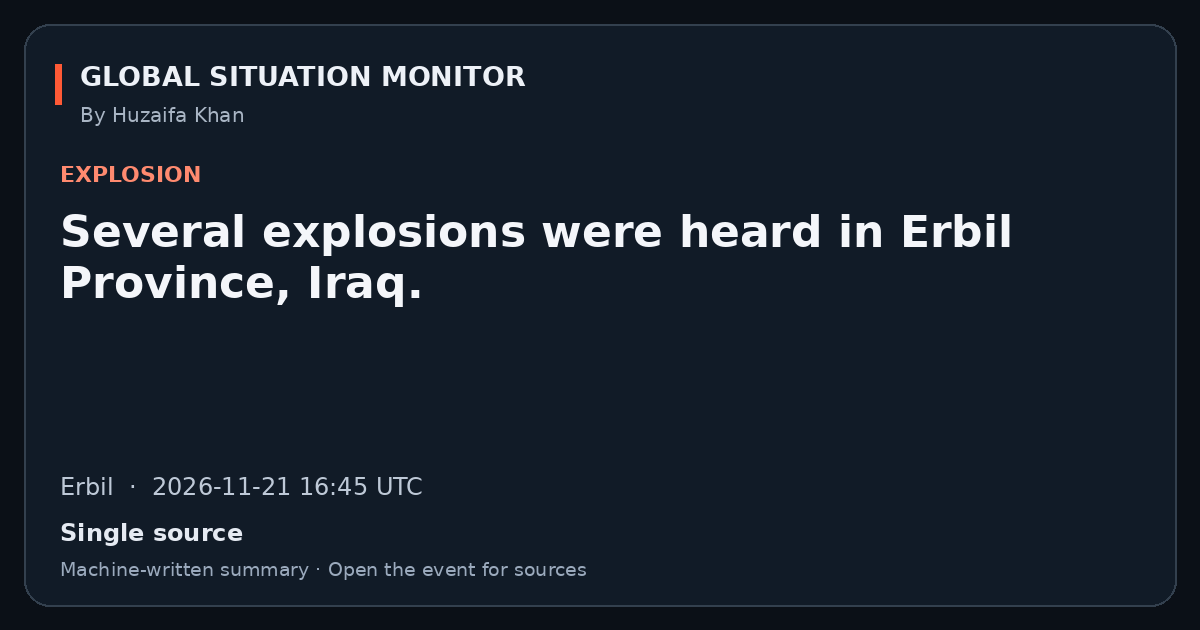 GLOBAL SITUATION MONITOR
By Huzaifa Khan
EXPLOSION
Several explosions were heard in Erbil
Province, Iraq.
Erbil · 2026-11-21 16:45 UTC
Single source
Machine-written summary · Open the event for sources